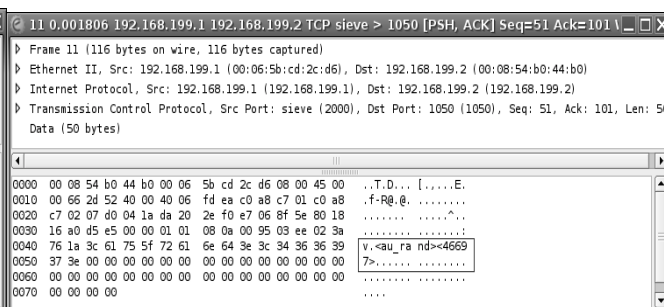 11 0.001806 192.168.199.1 192.168.199.2 TCP sieve > 1050 [PSH, ACK] Seq=51 Ack=101
Frame 11 (116 bytes on wire, 116 bytes captured)
Ethernet II, Src: 192.168.199.1 (00:06:5b:cd:2c:d6), Dst: 192.168.199.2 (00:08:54:b0:44:b0)
Internet Protocol, Src: 192.168.199.1 (192.168.199.1), Dst: 192.168.199.2 (192.168.199.2)
Transmission Control Protocol, Src Port: sieve (2000), Dst Port: 1050 (1050), Seq: 51, Ack: 101, Len:
Data (50 bytes)
0000 00 08 54 b0 44 b0 00 06 5b cd 2c d6 08 00 45 00 ..T.D... [.,...E.
0010 00 66 2d 52 40 00 40 06 fd ea c0 a8 c7 01 c0 a8 .f-R@.@. ........
0020 c7 02 07 d0 04 1a da 20 2e f0 e7 06 8f 5e 80 18 ....... .....^..
0030 16 a0 d5 e5 00 00 01 01 08 0a 00 95 03 ee 02 3a ........ .......:
0040 76 1a 3c 61 75 5f 72 61 6e 64 3e 3c 34 36 36 39 v.<au_ra nd><4669
0050 37 3e 00 00 00 00 00 00 00 00 00 00 00 00 00 00 7>...... ........
0060 00 00 00 00 00 00 00 00 00 00 00 00 00 00 00 00 ........ ........
0070 00 00 00 00 ....